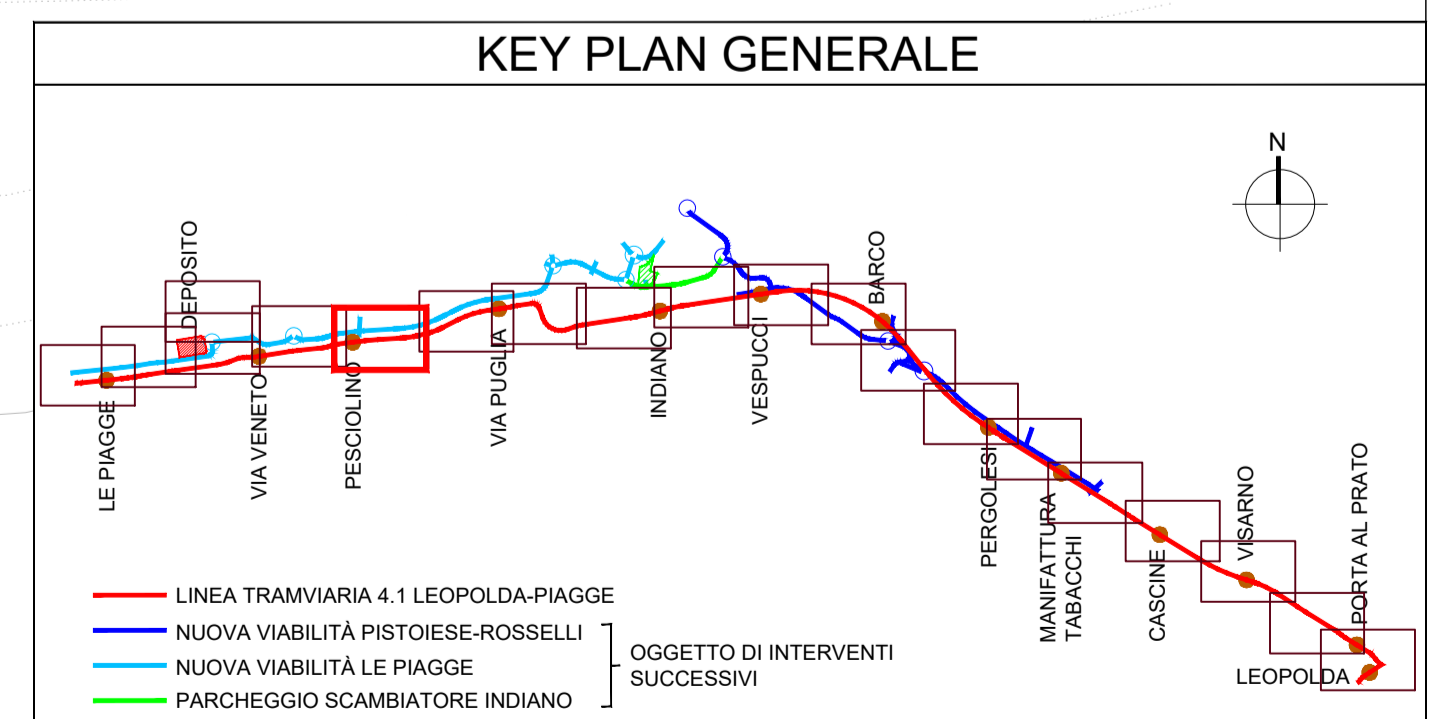 KEY PLAN GENERALE
N
DEPOSITO
BARCO
LE PIAGGE
VIA VENETO
PESCIOLINO
VIA PUGLIA
INDIANO
VESPUCCI
PERGOLESI
MANIFATTURA
TABACCHI
CASCINE
VISARNO
PORTA AL PRATO
LEOPOLDA
LINEA TRAMVIARIA 4.1 LEOPOLDA-PIAGGE
NUOVA VIABILITÀ PISTOIESE-ROSSELLI
NUOVA VIABILITÀ LE PIAGGE
PARCHEGGIO SCAMBIATORE INDIANO
OGGETTO DI INTERVENTI
SUCCESSIVI